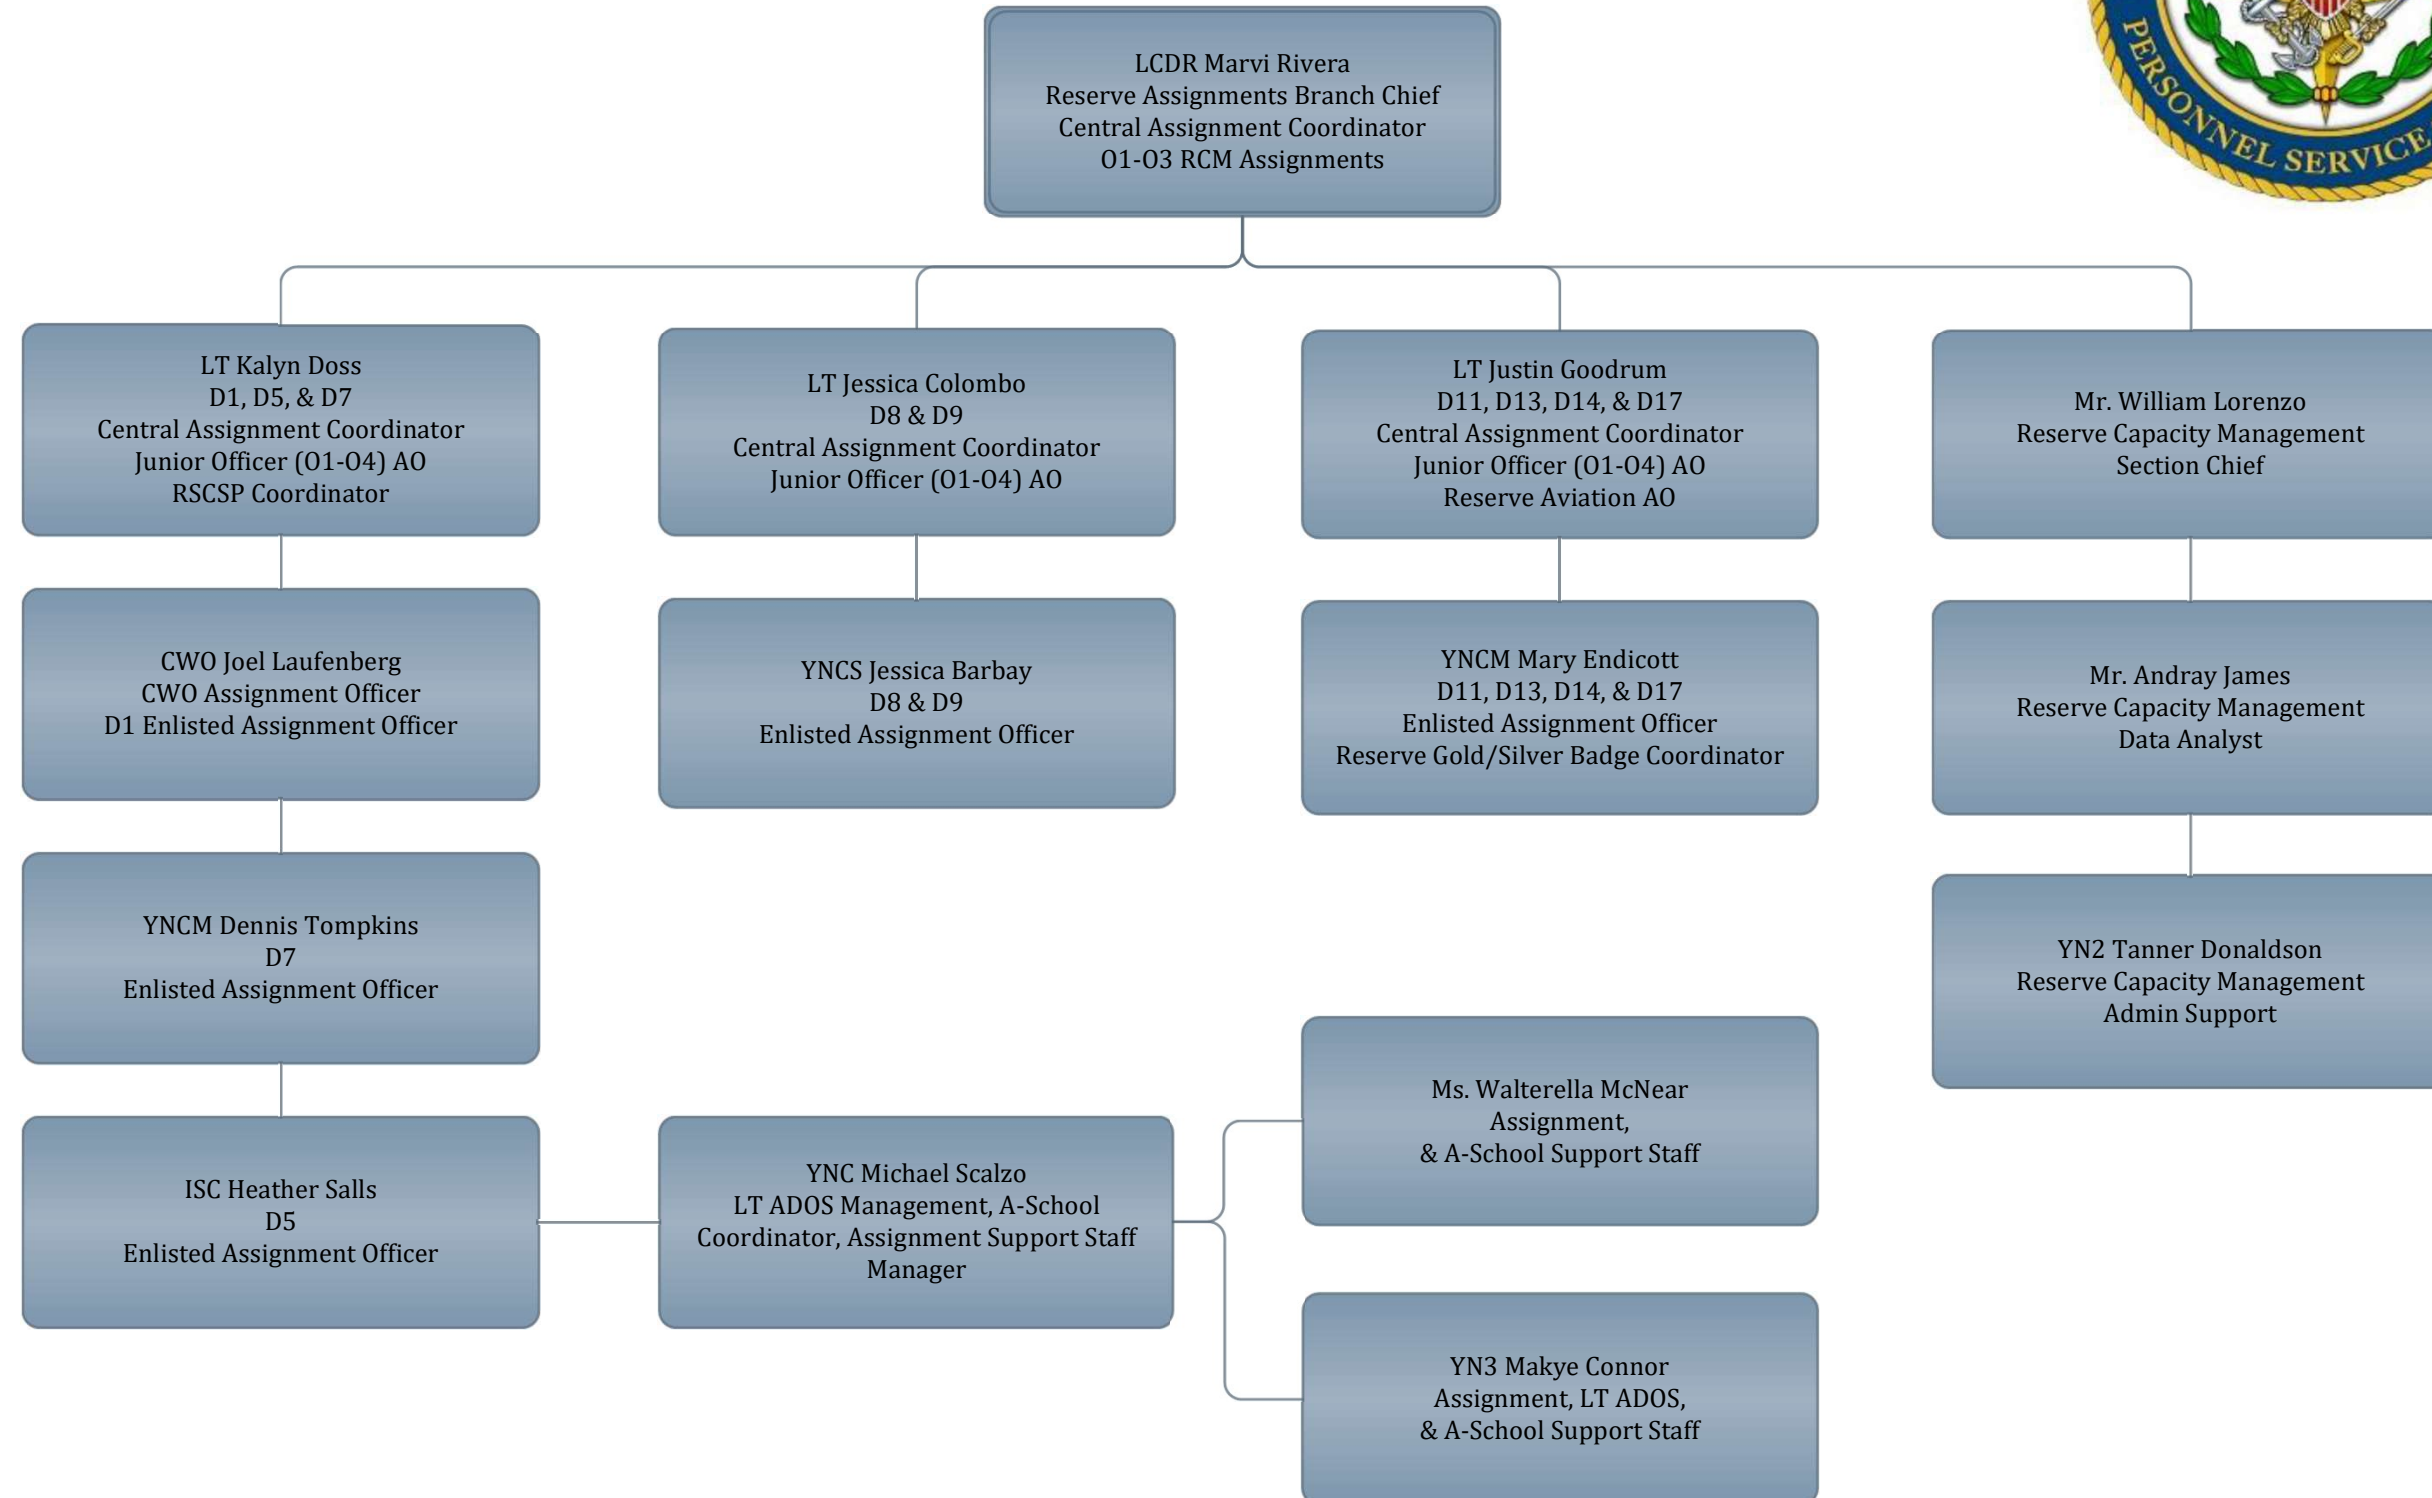 PERSONNEL SERVICE
LCDR Marvi Rivera
Reserve Assignments Branch Chief
Central Assignment Coordinator
O1-O3 RCM Assignments
LT Kalyn Doss
D1, D5, & D7
Central Assignment Coordinator
Junior Officer (O1-O4) AO
RSCSP Coordinator
LT Jessica Colombo
D8 & D9
Central Assignment Coordinator
Junior Officer (O1-O4) AO
LT Justin Goodrum
D11, D13, D14, & D17
Central Assignment Coordinator
Junior Officer (O1-O4) AO
Reserve Aviation AO
Mr. William Lorenzo
Reserve Capacity Management
Section Chief
CWO Joel Laufenberg
CWO Assignment Officer
D1 Enlisted Assignment Officer
YNCS Jessica Barbay
D8 & D9
Enlisted Assignment Officer
YNCM Mary Endicott
D11, D13, D14, & D17
Enlisted Assignment Officer
Reserve Gold/Silver Badge Coordinator
Mr. Andray James
Reserve Capacity Management
Data Analyst
YNCM Dennis Tompkins
D7
Enlisted Assignment Officer
YN2 Tanner Donaldson
Reserve Capacity Management
Admin Support
ISC Heather Salls
D5
Enlisted Assignment Officer
YNC Michael Scalzo
LT ADOS Management, A-School
Coordinator, Assignment Support Staff
Manager
Ms. Walterella McNear
Assignment,
& A-School Support Staff
YN3 Makye Connor
Assignment, LT ADOS,
& A-School Support Staff